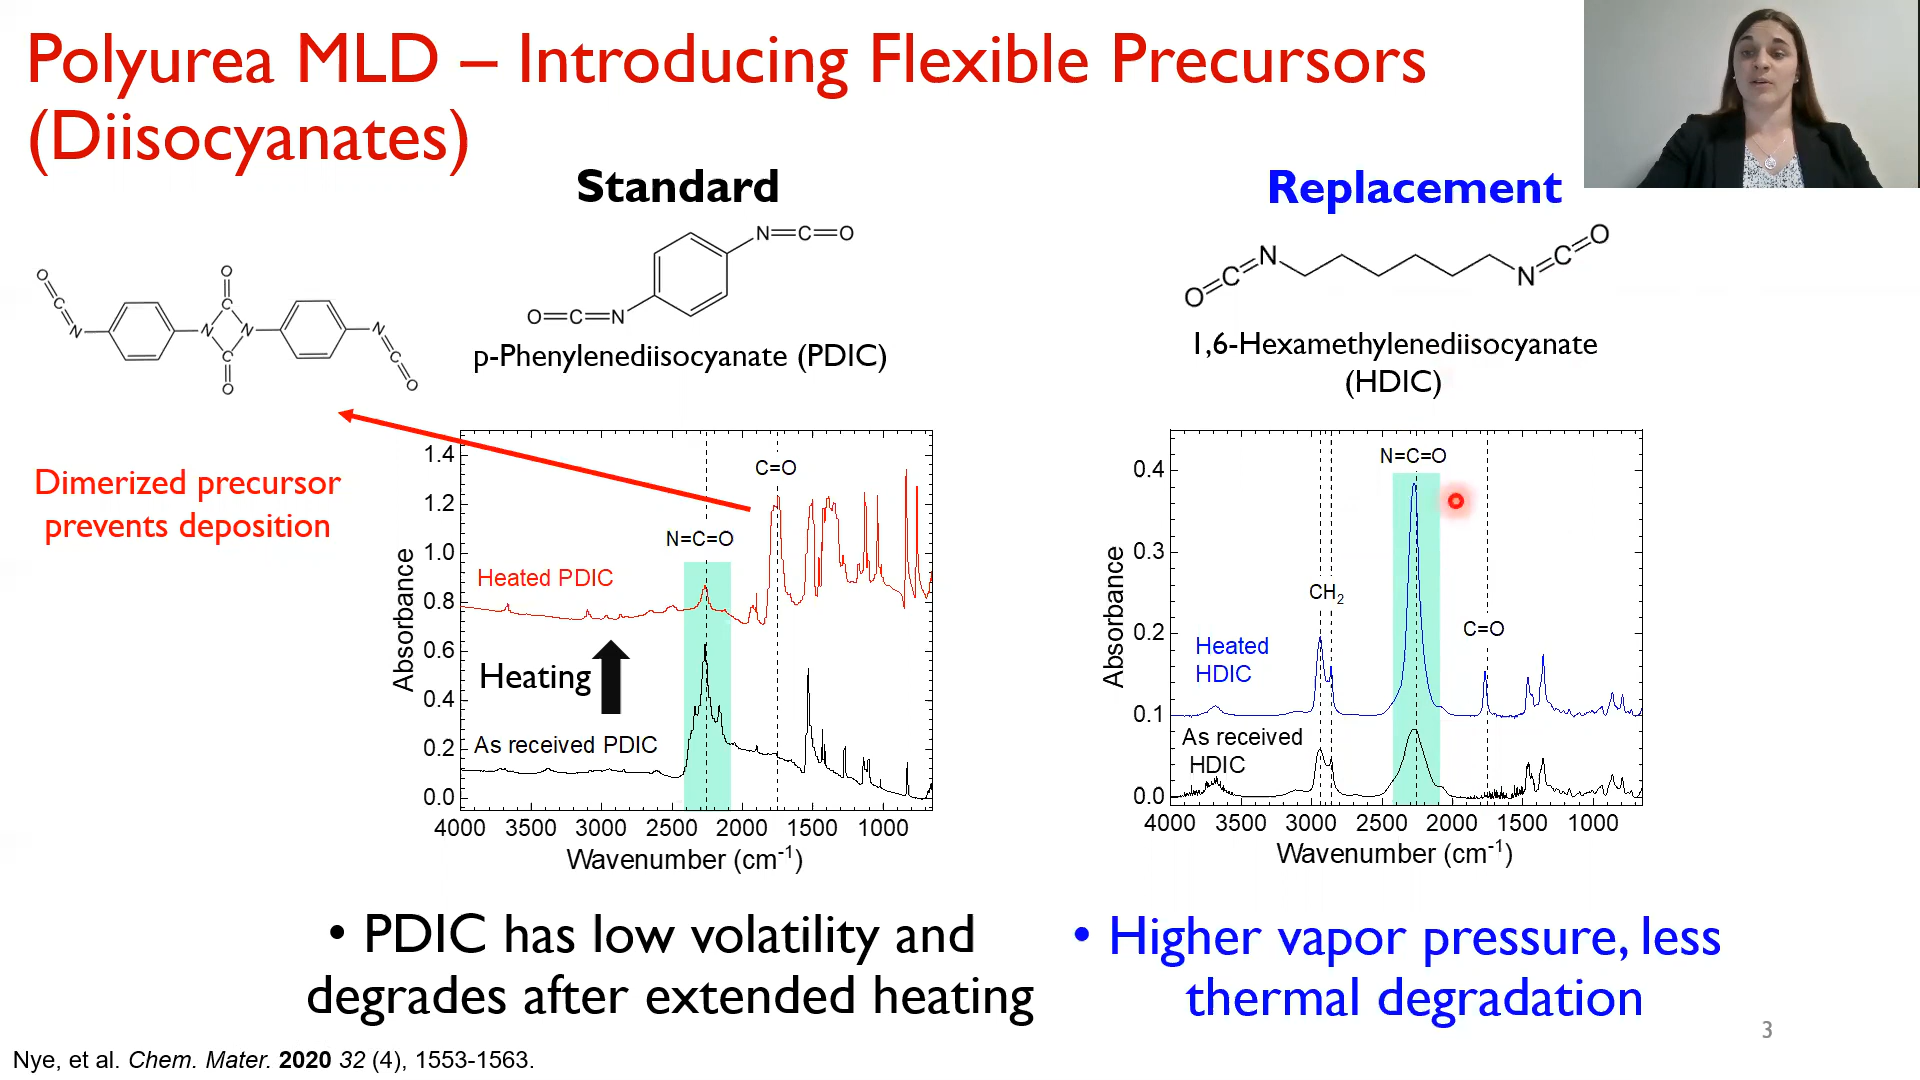 Polyurea MLD – Introducing Flexible Precursors
(Diisocyanates)
Standard
Replacement
O=C=N
N=C=O
O
C
N
N
C
O
C
O
N
N
C
O
N=C=O
O=C=N
O=C=N
N=C=O
p-Phenylenediisocyanate (PDIC)
1,6-Hexamethylenediisocyanate
(HDIC)
Dimerized precursor
prevents deposition
Absorbance
1.4
1.2
1.0
0.8
0.6
0.4
0.2
0.0
C=O
N=C=O
Heated PDIC
Heating
As received PDIC
4000 3500 3000 2500 2000 1500 1000
Wavenumber (cm-1)
Absorbance
0.4
0.3
0.2
0.1
0.0
N=C=O
CH2
C=O
Heated
HDIC
As received
HDIC
4000 3500 3000 2500 2000 1500 1000
Wavenumber (cm-1)
• PDIC has low volatility and
degrades after extended heating
• Higher vapor pressure, less
thermal degradation
3
Nye, et al. Chem. Mater. 2020 32 (4), 1553-1563.